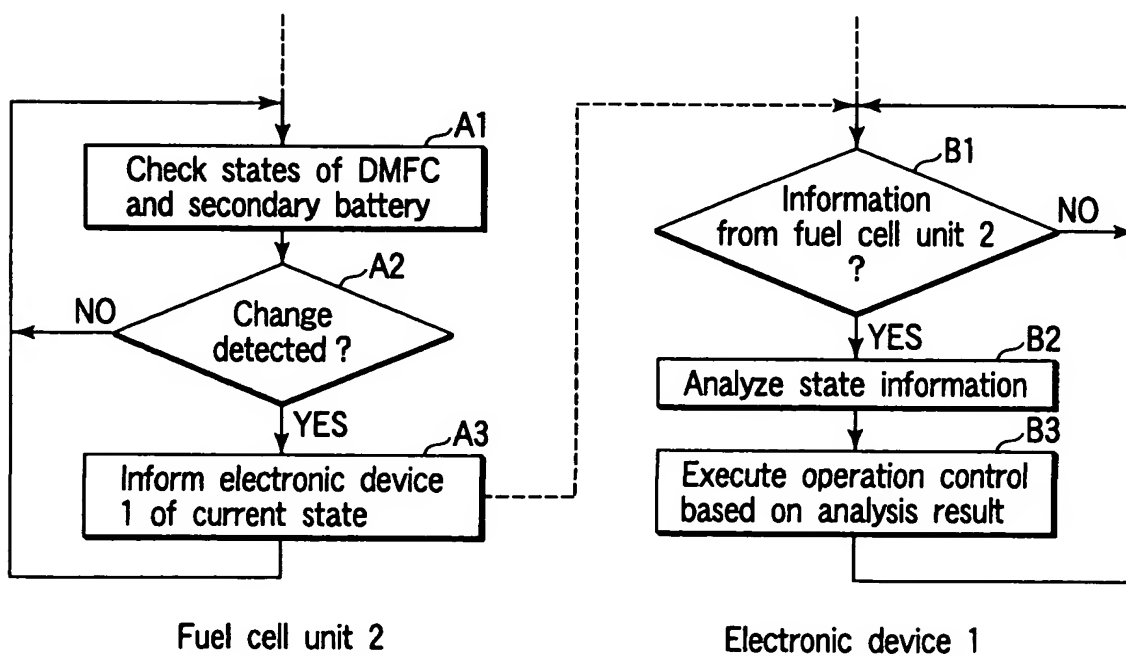 A1
Check states of DMFC
and secondary battery
A2
Change
detected ?
NO
YES
A3
Inform electronic device
1 of current state
Fuel cell unit 2
B1
Information
from fuel cell unit 2
?
NO
YES
B2
Analyze state information
B3
Execute operation control
based on analysis result
Electronic device 1